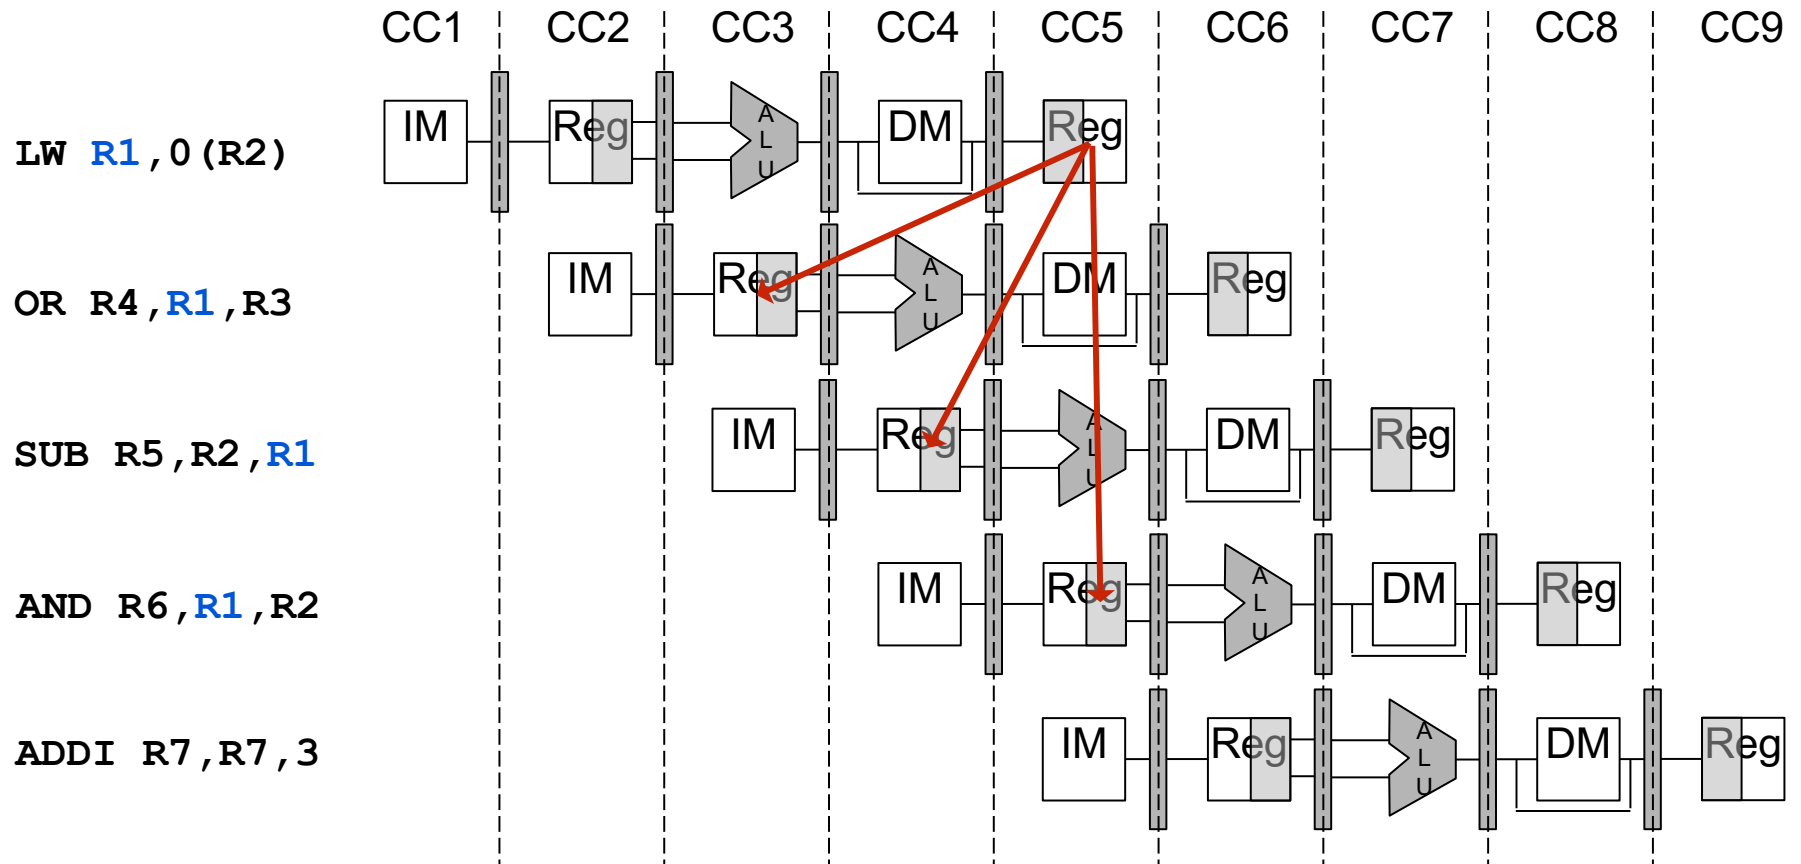 CC1 CC2 CC3 CC4 CC5 CC6 CC7 CC8 CC9
LW R1,0(R2) IM Reg ALU DM Reg
OR R4,R1,R3 IM Reg ALU DM Reg
SUB R5,R2,R1 IM Reg ALU DM Reg
AND R6,R1,R2 IM Reg ALU DM Reg
ADDI R7,R7,3 IM Reg ALU DM Reg